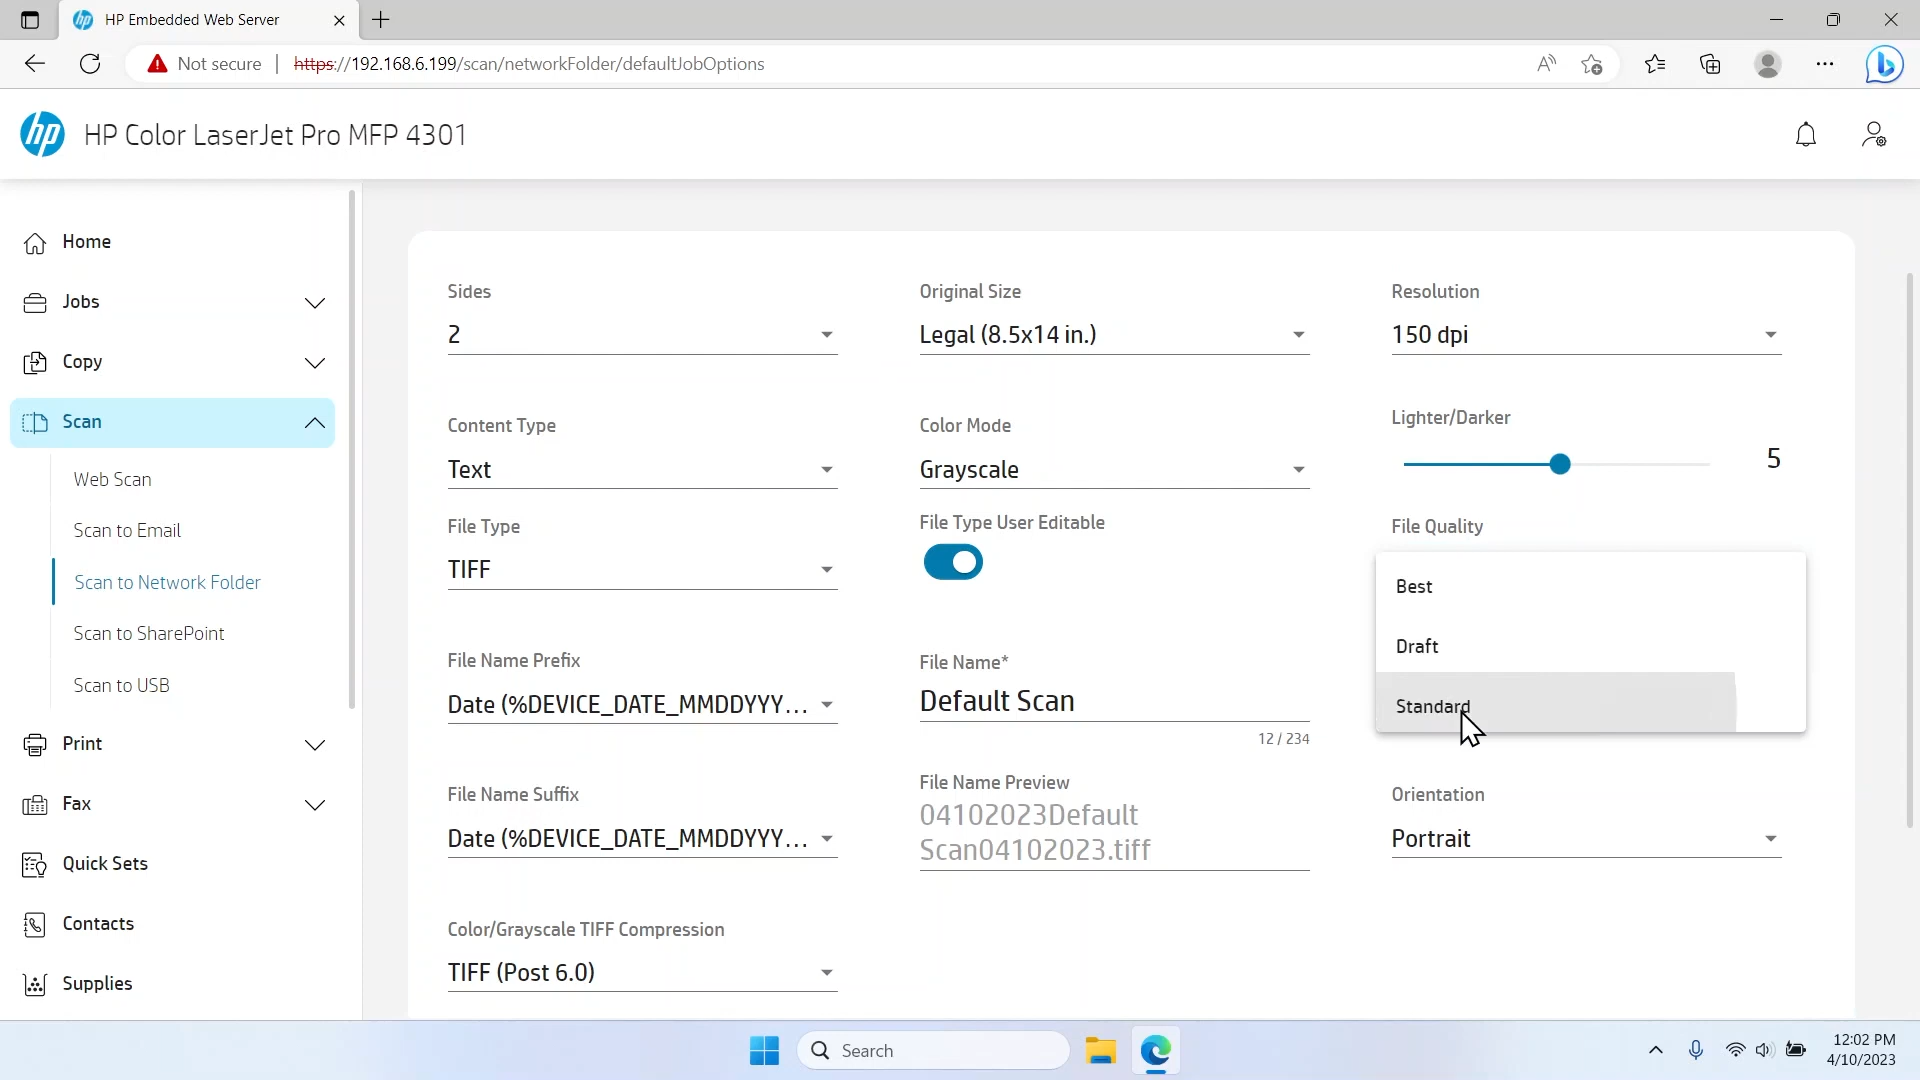 HP Embedded Web Server
Not secure | https://192.168.6.199/scan/networkFolder/defaultJobOptions
hp HP Color LaserJet Pro MFP 4301
Home
Jobs
Copy
Scan
Web Scan
Scan to Email
Scan to Network Folder
Scan to SharePoint
Scan to USB
Print
Fax
Quick Sets
Contacts
Supplies
Sides
2
Original Size
Legal (8.5x14 in.)
Resolution
150 dpi
Content Type
Text
Color Mode
Grayscale
Lighter/Darker
5
File Type
TIFF
File Type User Editable
File Quality
Best
Draft
Standard
File Name Prefix
Date (%DEVICE_DATE_MMDDYYY...
File Name*
Default Scan
12 / 234
File Name Suffix
Date (%DEVICE_DATE_MMDDYYY...
File Name Preview
04102023Default
Scan04102023.tiff
Orientation
Portrait
Color/Grayscale TIFF Compression
TIFF (Post 6.0)
Search
12:02 PM
4/10/2023